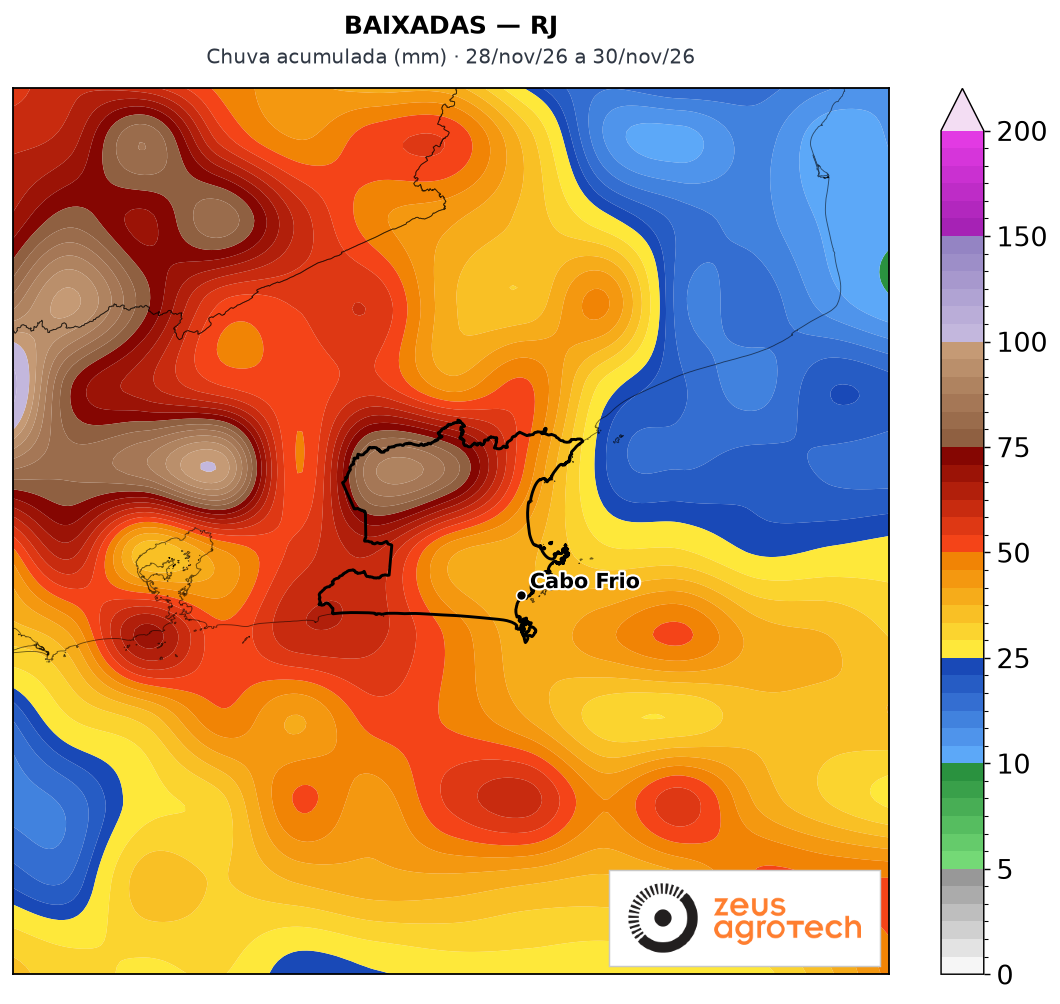 BAIXADAS — RJ
Chuva acumulada (mm) · 28/nov/26 a 30/nov/26
200
150
100
75
50
25
10
5
0
Cabo Frio
zeus
agrotech